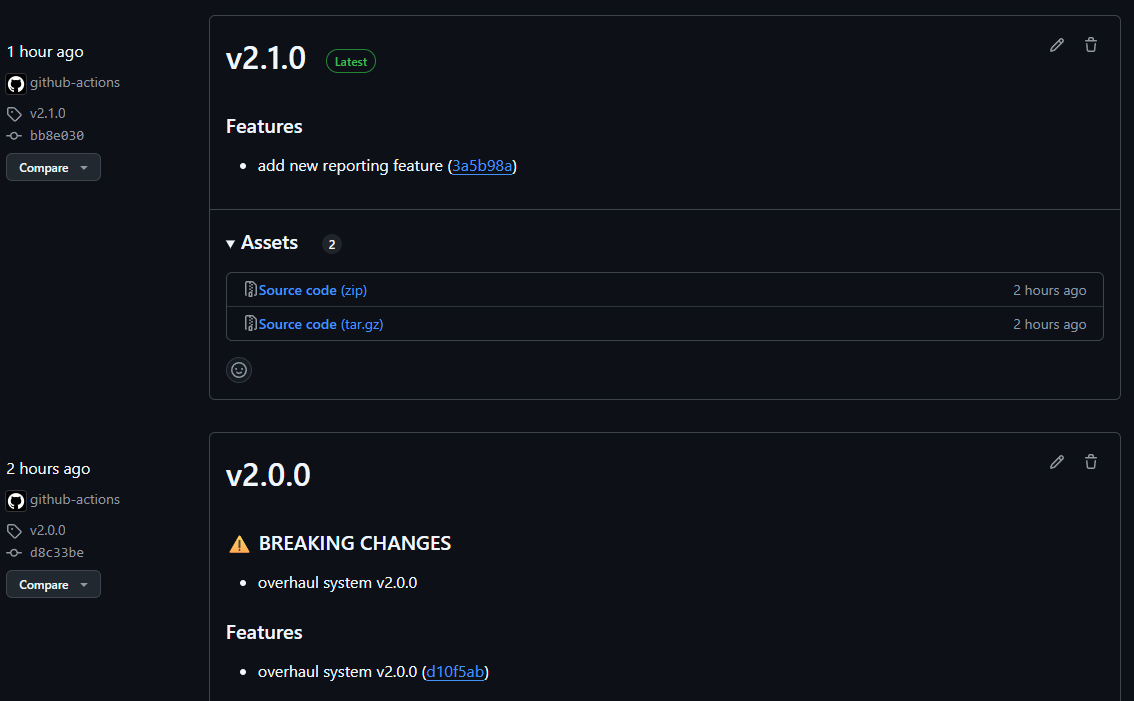 1 hour ago
github-actions
v2.1.0
bb8e030
Compare
v2.1.0 Latest
Features
add new reporting feature (3a5b98a)
Assets 2
Source code (zip) 2 hours ago
Source code (tar.gz) 2 hours ago
2 hours ago
github-actions
v2.0.0
d8c33be
Compare
v2.0.0
BREAKING CHANGES
overhaul system v2.0.0
Features
overhaul system v2.0.0 (d10f5ab)